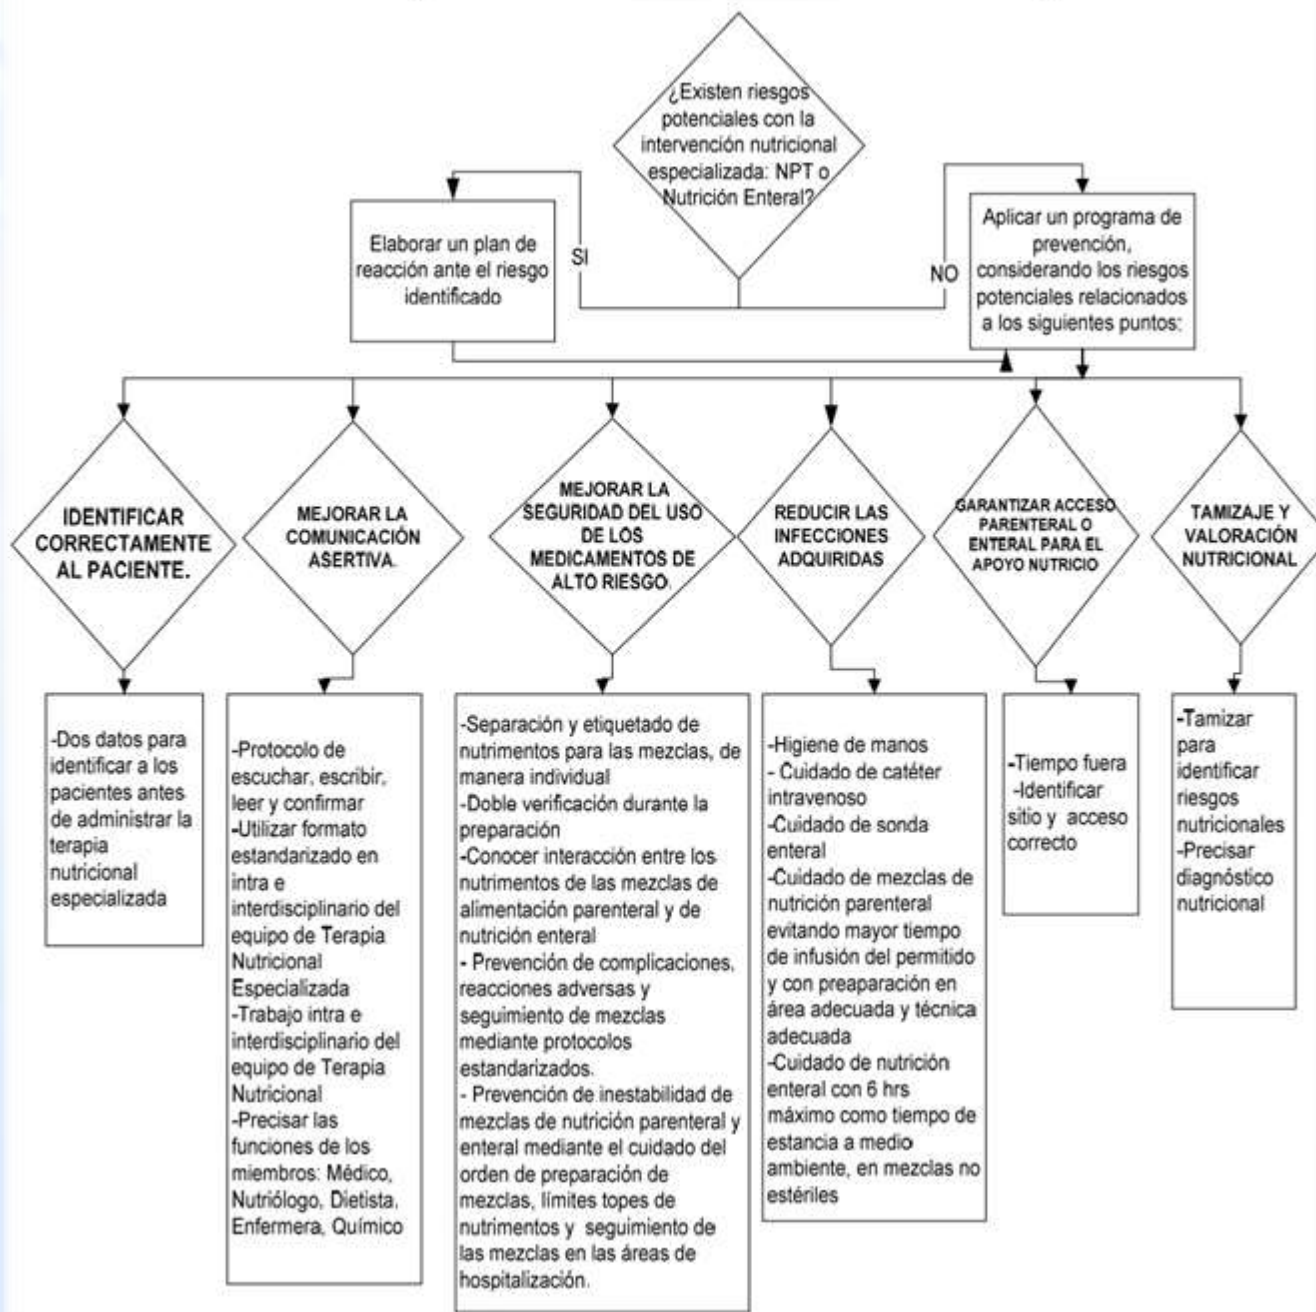 ¿Existen riesgos
potenciales con la
intervención nutricional
especializada: NPT o
Nutrición Enteral?
Elaborar un plan de
reacción ante el riesgo
identificado
SI
NO
Aplicar un programa de
prevención,
considerando los riesgos
potenciales relacionados
a los siguientes puntos:
IDENTIFICAR
CORRECTAMENTE
AL PACIENTE.
MEJORAR LA
COMUNICACIÓN
ASERTIVA.
MEJORAR LA
SEGURIDAD DEL USO
DE LOS
MEDICAMENTOS DE
ALTO RIESGO.
REDUCIR LAS
INFECCIONES
ADQUIRIDAS
GARANTIZAR ACCESO
PARENTERAL O
ENTERAL PARA EL
APOYO NUTRICIO
TAMIZAJE Y
VALORACIÓN
NUTRICIONAL
-Dos datos para
identificar a los
pacientes antes
de administrar la
terapia
nutricional
especializada
-Protocolo de
escuchar, escribir,
leer y confirmar
-Utilizar formato
estandarizado en
intra e
interdisciplinario del
equipo de Terapia
Nutricional
Especializada
-Trabajo intra e
interdisciplinario del
equipo de Terapia
Nutricional
-Precisar las
funciones de los
miembros: Médico,
Nutriólogo, Dietista,
Enfermera, Químico
-Separación y etiquetado de
nutrimentos para las mezclas, de
manera individual
-Doble verificación durante la
preparación
-Conocer interacción entre los
nutrimentos de las mezclas de
alimentación parenteral y de
nutrición enteral
- Prevención de complicaciones,
reacciones adversas y
seguimiento de mezclas
mediante protocolos
estandarizados.
- Prevención de inestabilidad de
mezclas de nutrición parenteral y
enteral mediante el cuidado del
orden de preparación de
mezclas, límites topes de
nutrimentos y seguimiento de
las mezclas en las áreas de
hospitalización.
-Higiene de manos
- Cuidado de catéter
intravenoso
-Cuidado de sonda
enteral
-Cuidado de mezclas de
nutrición parenteral
evitando mayor tiempo
de infusión del permitido
y con preaparación en
área adecuada y técnica
adecuada
-Cuidado de nutrición
enteral con 6 hrs
máximo como tiempo de
estancia a medio
ambiente, en mezclas no
estériles
-Tiempo fuera
-Identificar
sitio y acceso
correcto
-Tamizar
para
identificar
riesgos
nutricionales
-Precisar
diagnóstico
nutricional